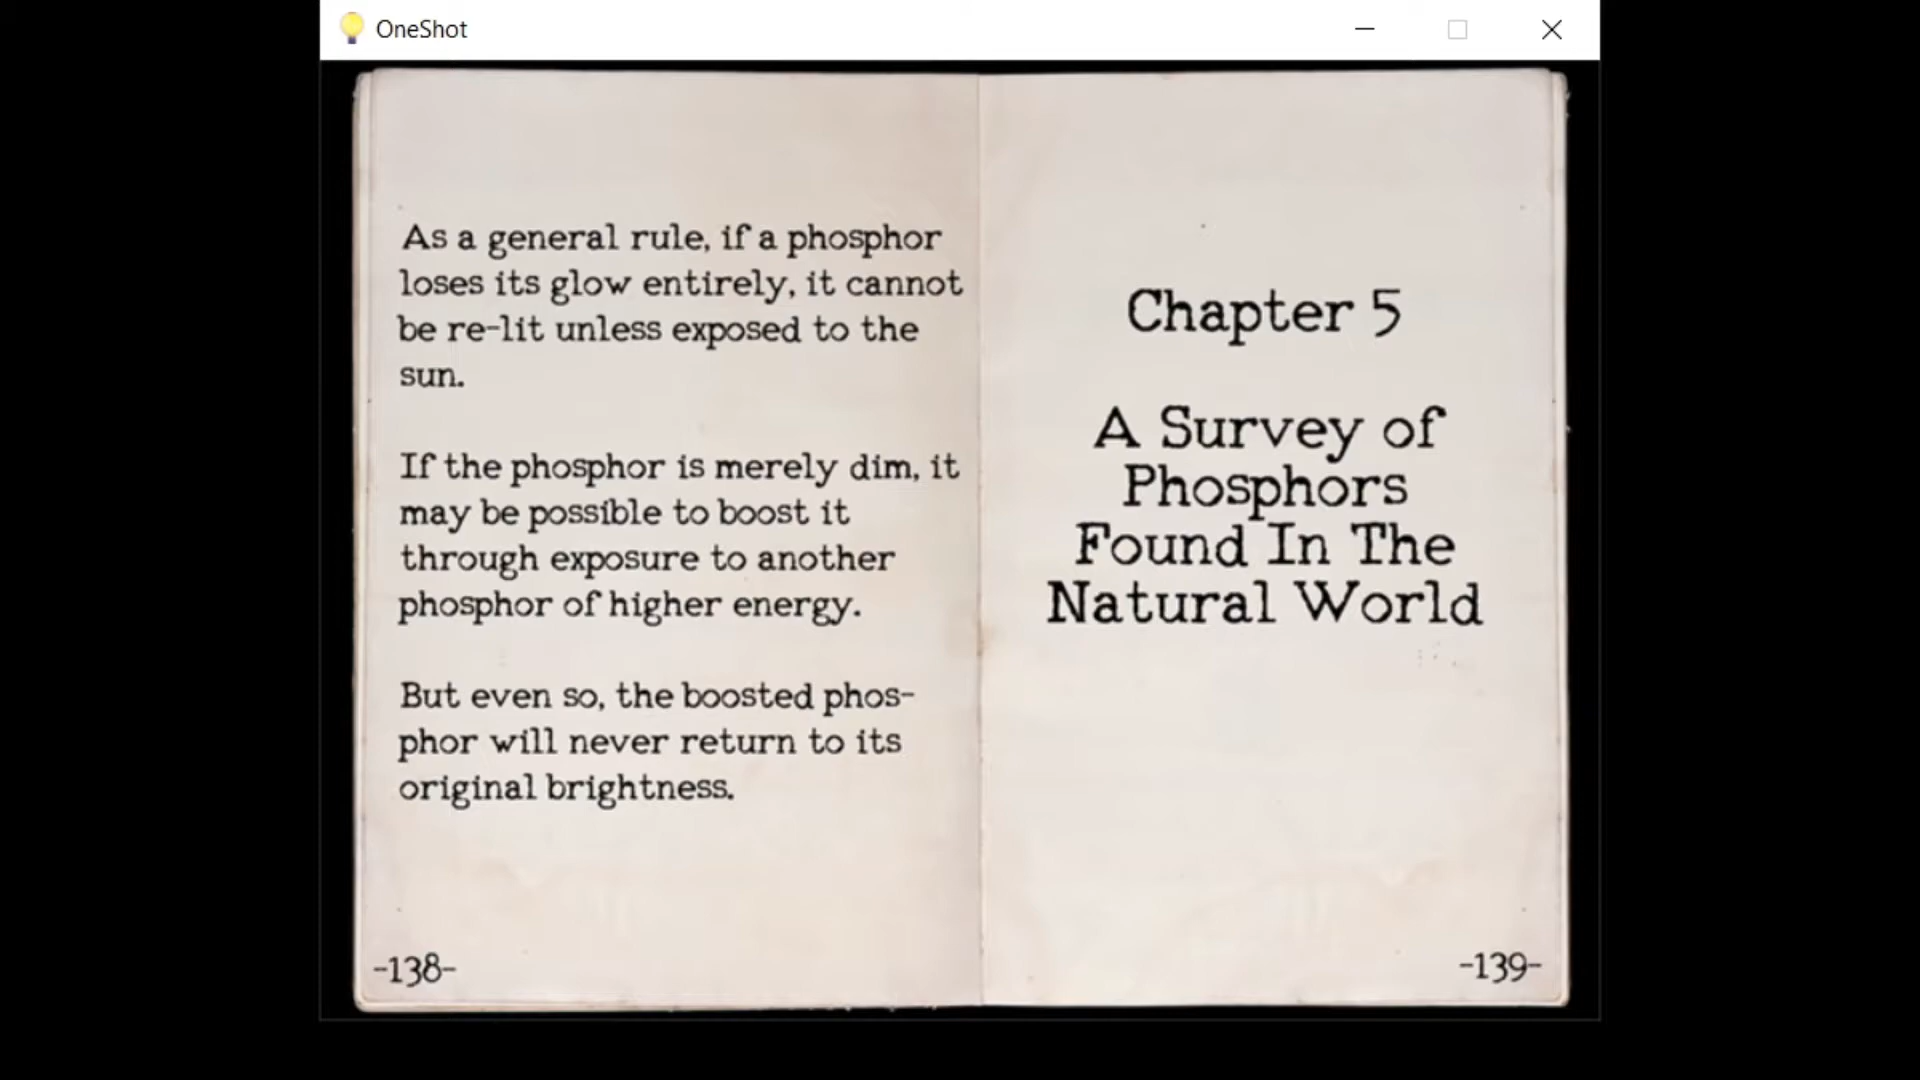 OneShot
As a general rule, if a phosphor
loses its glow entirely, it cannot
be re-lit unless exposed to the
sun.
If the phosphor is merely dim, it
may be possible to boost it
through exposure to another
phosphor of higher energy.
But even so, the boosted phos-
phor will never return to its
original brightness.
-138-
Chapter 5
A Survey of
Phosphors
Found In The
Natural World
-139-